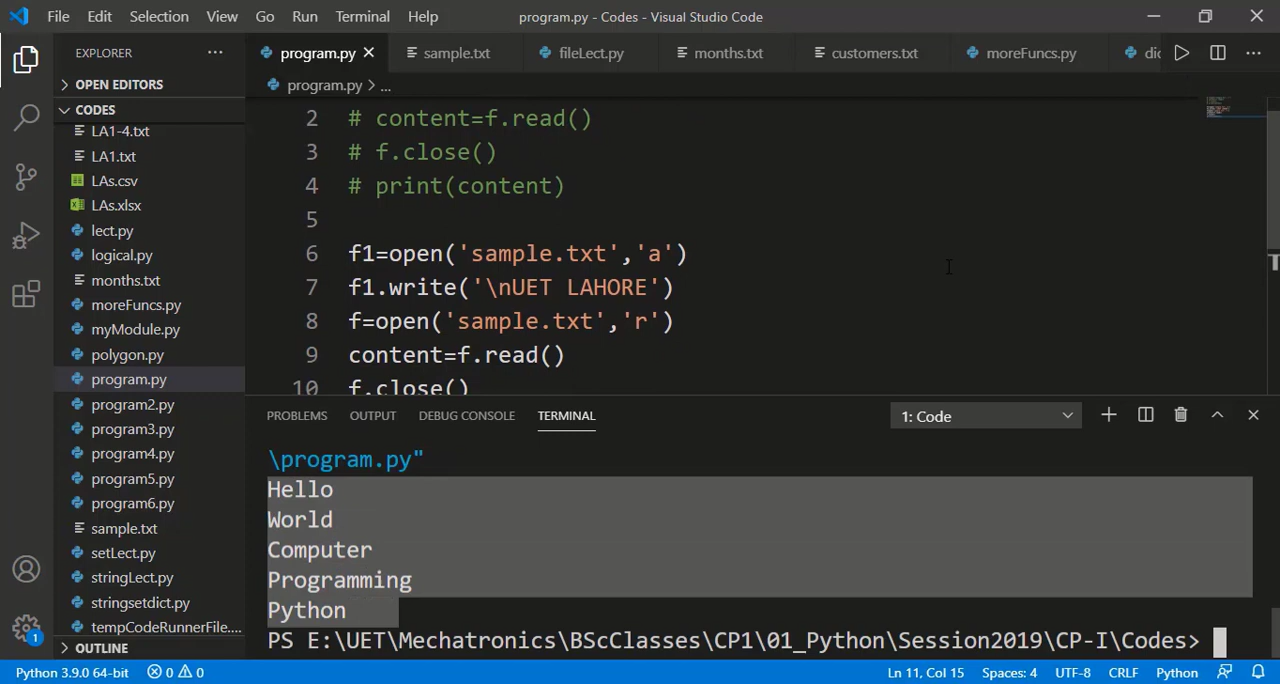 File Edit Selection View Go Run Terminal Help program.py - Codes - Visual Studio Code
EXPLORER ... program.py sample.txt fileLect.py months.txt customers.txt moreFuncs.py ...
OPEN EDITORS
program.py > ...
CODES
LA1-4.txt
LA1.txt
LAs.csv
LAs.xlsx
lect.py
logical.py
months.txt
moreFuncs.py
myModule.py
polygon.py
program.py
program2.py
program3.py
program4.py
program5.py
program6.py
sample.txt
setLect.py
stringLect.py
stringsetdict.py
tempCodeRunnerFile....
OUTLINE
2 # content=f.read()
3 # f.close()
4 # print(content)
5
6 f1=open('sample.txt','a')
7 f1.write('\nUET LAHORE')
8 f=open('sample.txt','r')
9 content=f.read()
10 f.close()
PROBLEMS OUTPUT DEBUG CONSOLE TERMINAL 1: Code
\program.py"
Hello
World
Computer
Programming
Python
PS E:\UET\Mechatronics\BScClasses\CP1\01_Python\Session2019\CP-I\Codes>
1
Python 3.9.0 64-bit 0 0 Ln 11, Col 15 Spaces: 4 UTF-8 CRLF Python